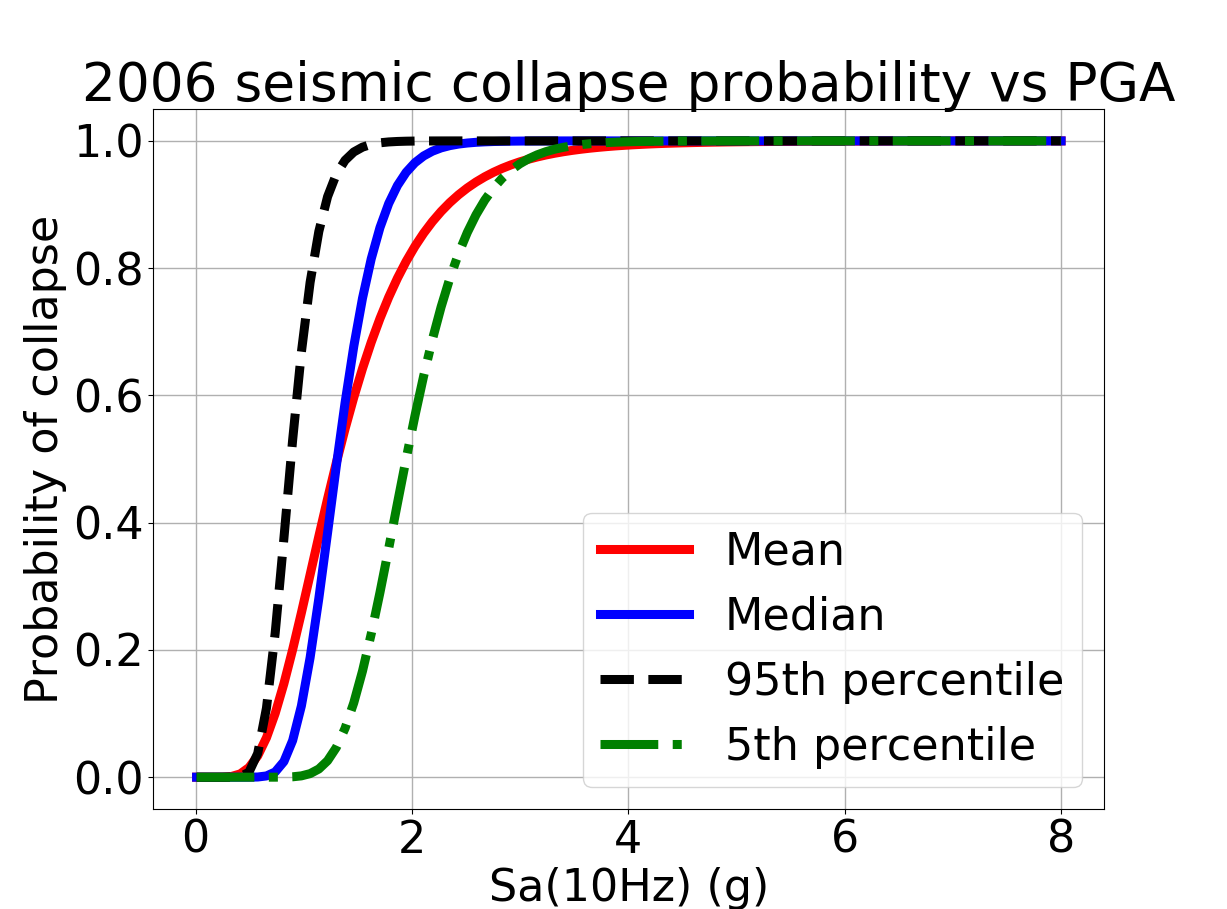 2006 seismic collapse probability vs PGA
Probability of collapse
1.0
0.8
0.6
0.4
0.2
0.0
Mean
Median
95th percentile
5th percentile
0 2 4 6 8
Sa(10Hz) (g)